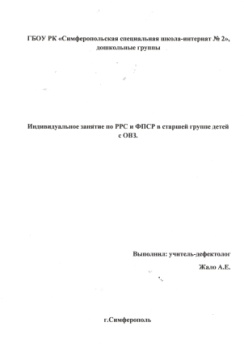 ГБОУ РК «Симферопольская специальная школа-интернат № 2»,
дошкольные группы
Индивидуальное занятие по РРС и ФПСР в старшей группе детей
с ОВЗ.
Выполнил: учитель-дефектолог
Жало А.Е.
г.Симферополь